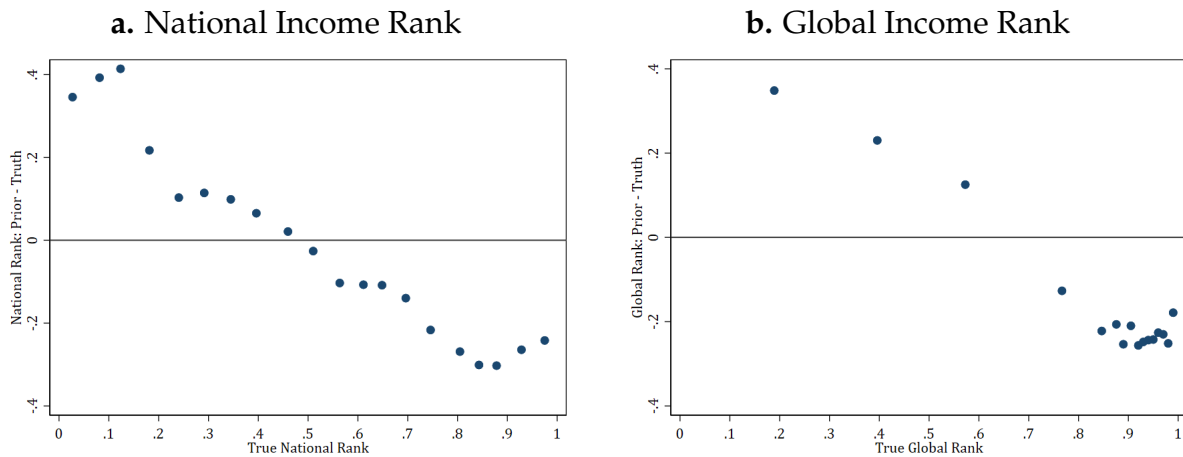 a. National Income Rank
National Rank: Prior - Truth
.4
.2
0
-.2
-.4
0 .1 .2 .3 .4 .5 .6 .7 .8 .9 1
True National Rank
b. Global Income Rank
Global Rank: Prior - Truth
.4
.2
0
-.2
-.4
0 .1 .2 .3 .4 .5 .6 .7 .8 .9 1
True Global Rank